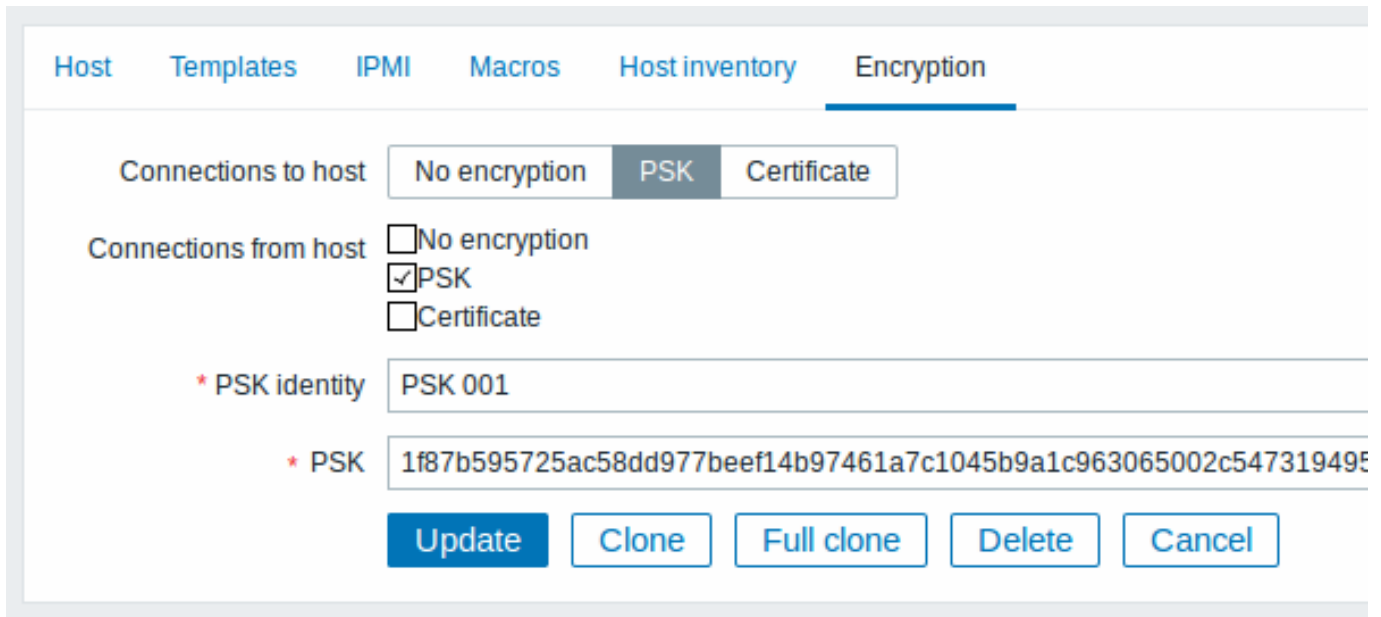 Host Templates IPMI Macros Host inventory Encryption
Connections to host No encryption PSK Certificate
Connections from host No encryption
PSK
Certificate
* PSK identity PSK 001
* PSK 1f87b595725ac58dd977beef14b97461a7c1045b9a1c963065002c547319495
Update Clone Full clone Delete Cancel